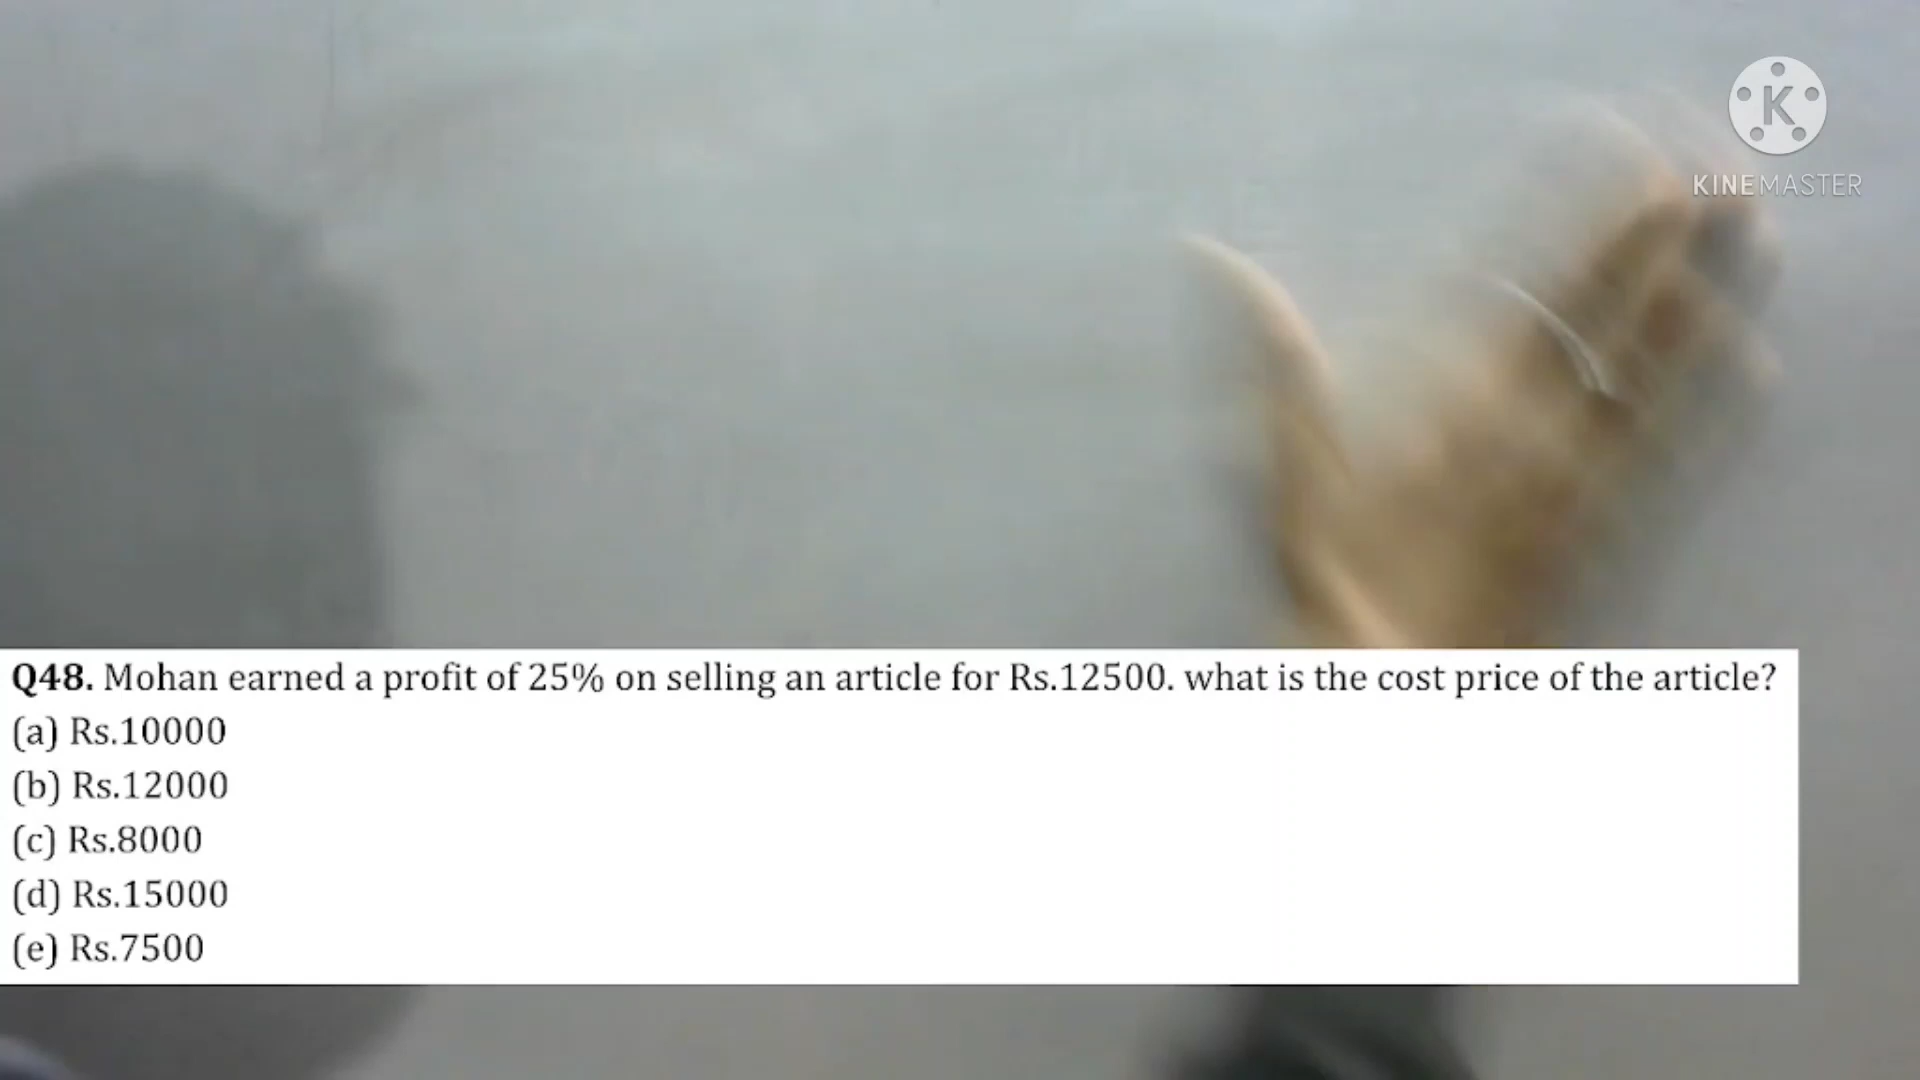 K
KINEMASTER
Q48. Mohan earned a profit of 25% on selling an article for Rs.12500. what is the cost price of the article?
(a) Rs.10000
(b) Rs.12000
(c) Rs.8000
(d) Rs.15000
(e) Rs.7500